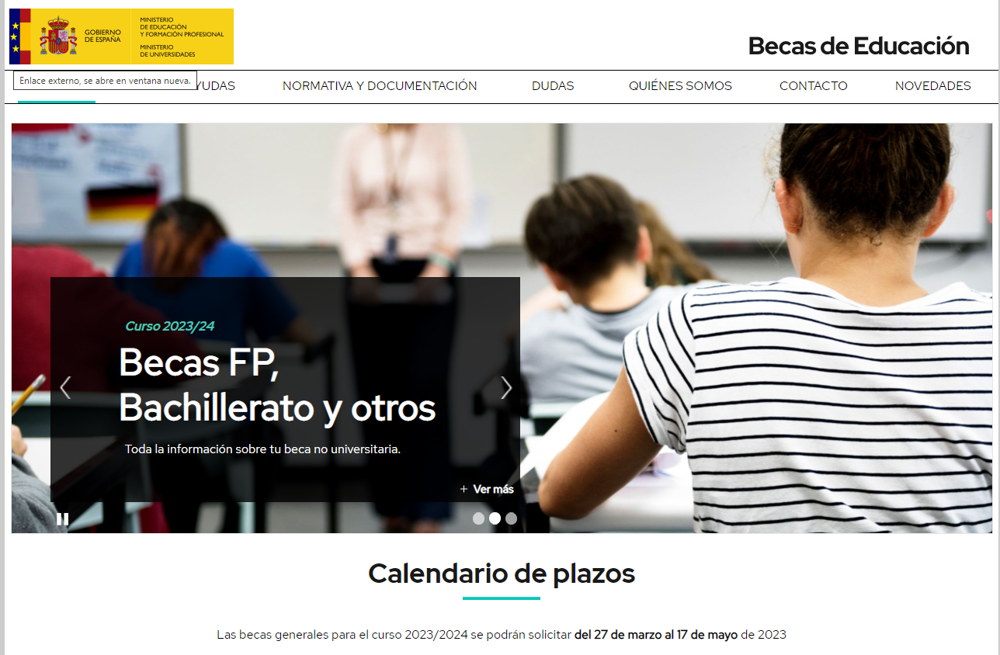 GOBIERNO
DE ESPAÑA
MINISTERIO
DE EDUCACIÓN
Y FORMACIÓN PROFESIONAL
MINISTERIO
DE UNIVERSIDADES
Becas de Educación
Enlace externo, se abre en ventana nueva.
YUDAS
NORMATIVA Y DOCUMENTACIÓN
DUDAS
QUIÉNES SOMOS
CONTACTO
NOVEDADES
Curso 2023/24
Becas FP,
Bachillerato y otros
Toda la información sobre tu beca no universitaria.
+ Ver más
Calendario de plazos
Las becas generales para el curso 2023/2024 se podrán solicitar del 27 de marzo al 17 de mayo de 2023